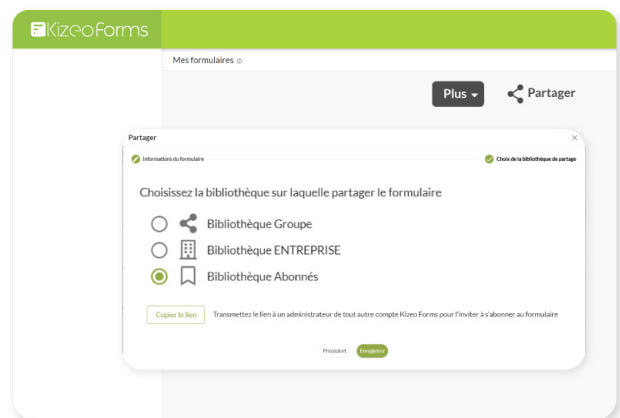 KizeoForms
Mes formulaires
Plus
Partager
Partager
Informations du formulaire
Choix de la bibliothèque de partage
Choisissez la bibliothèque sur laquelle partager le formulaire
Bibliothèque Groupe
Bibliothèque ENTREPRISE
Bibliothèque Abonnés
Copier le lien Transmettez le lien à un administrateur de tout autre compte Kizeo Forms pour l'inviter à s'abonner au formulaire
Précédent Enregistrer